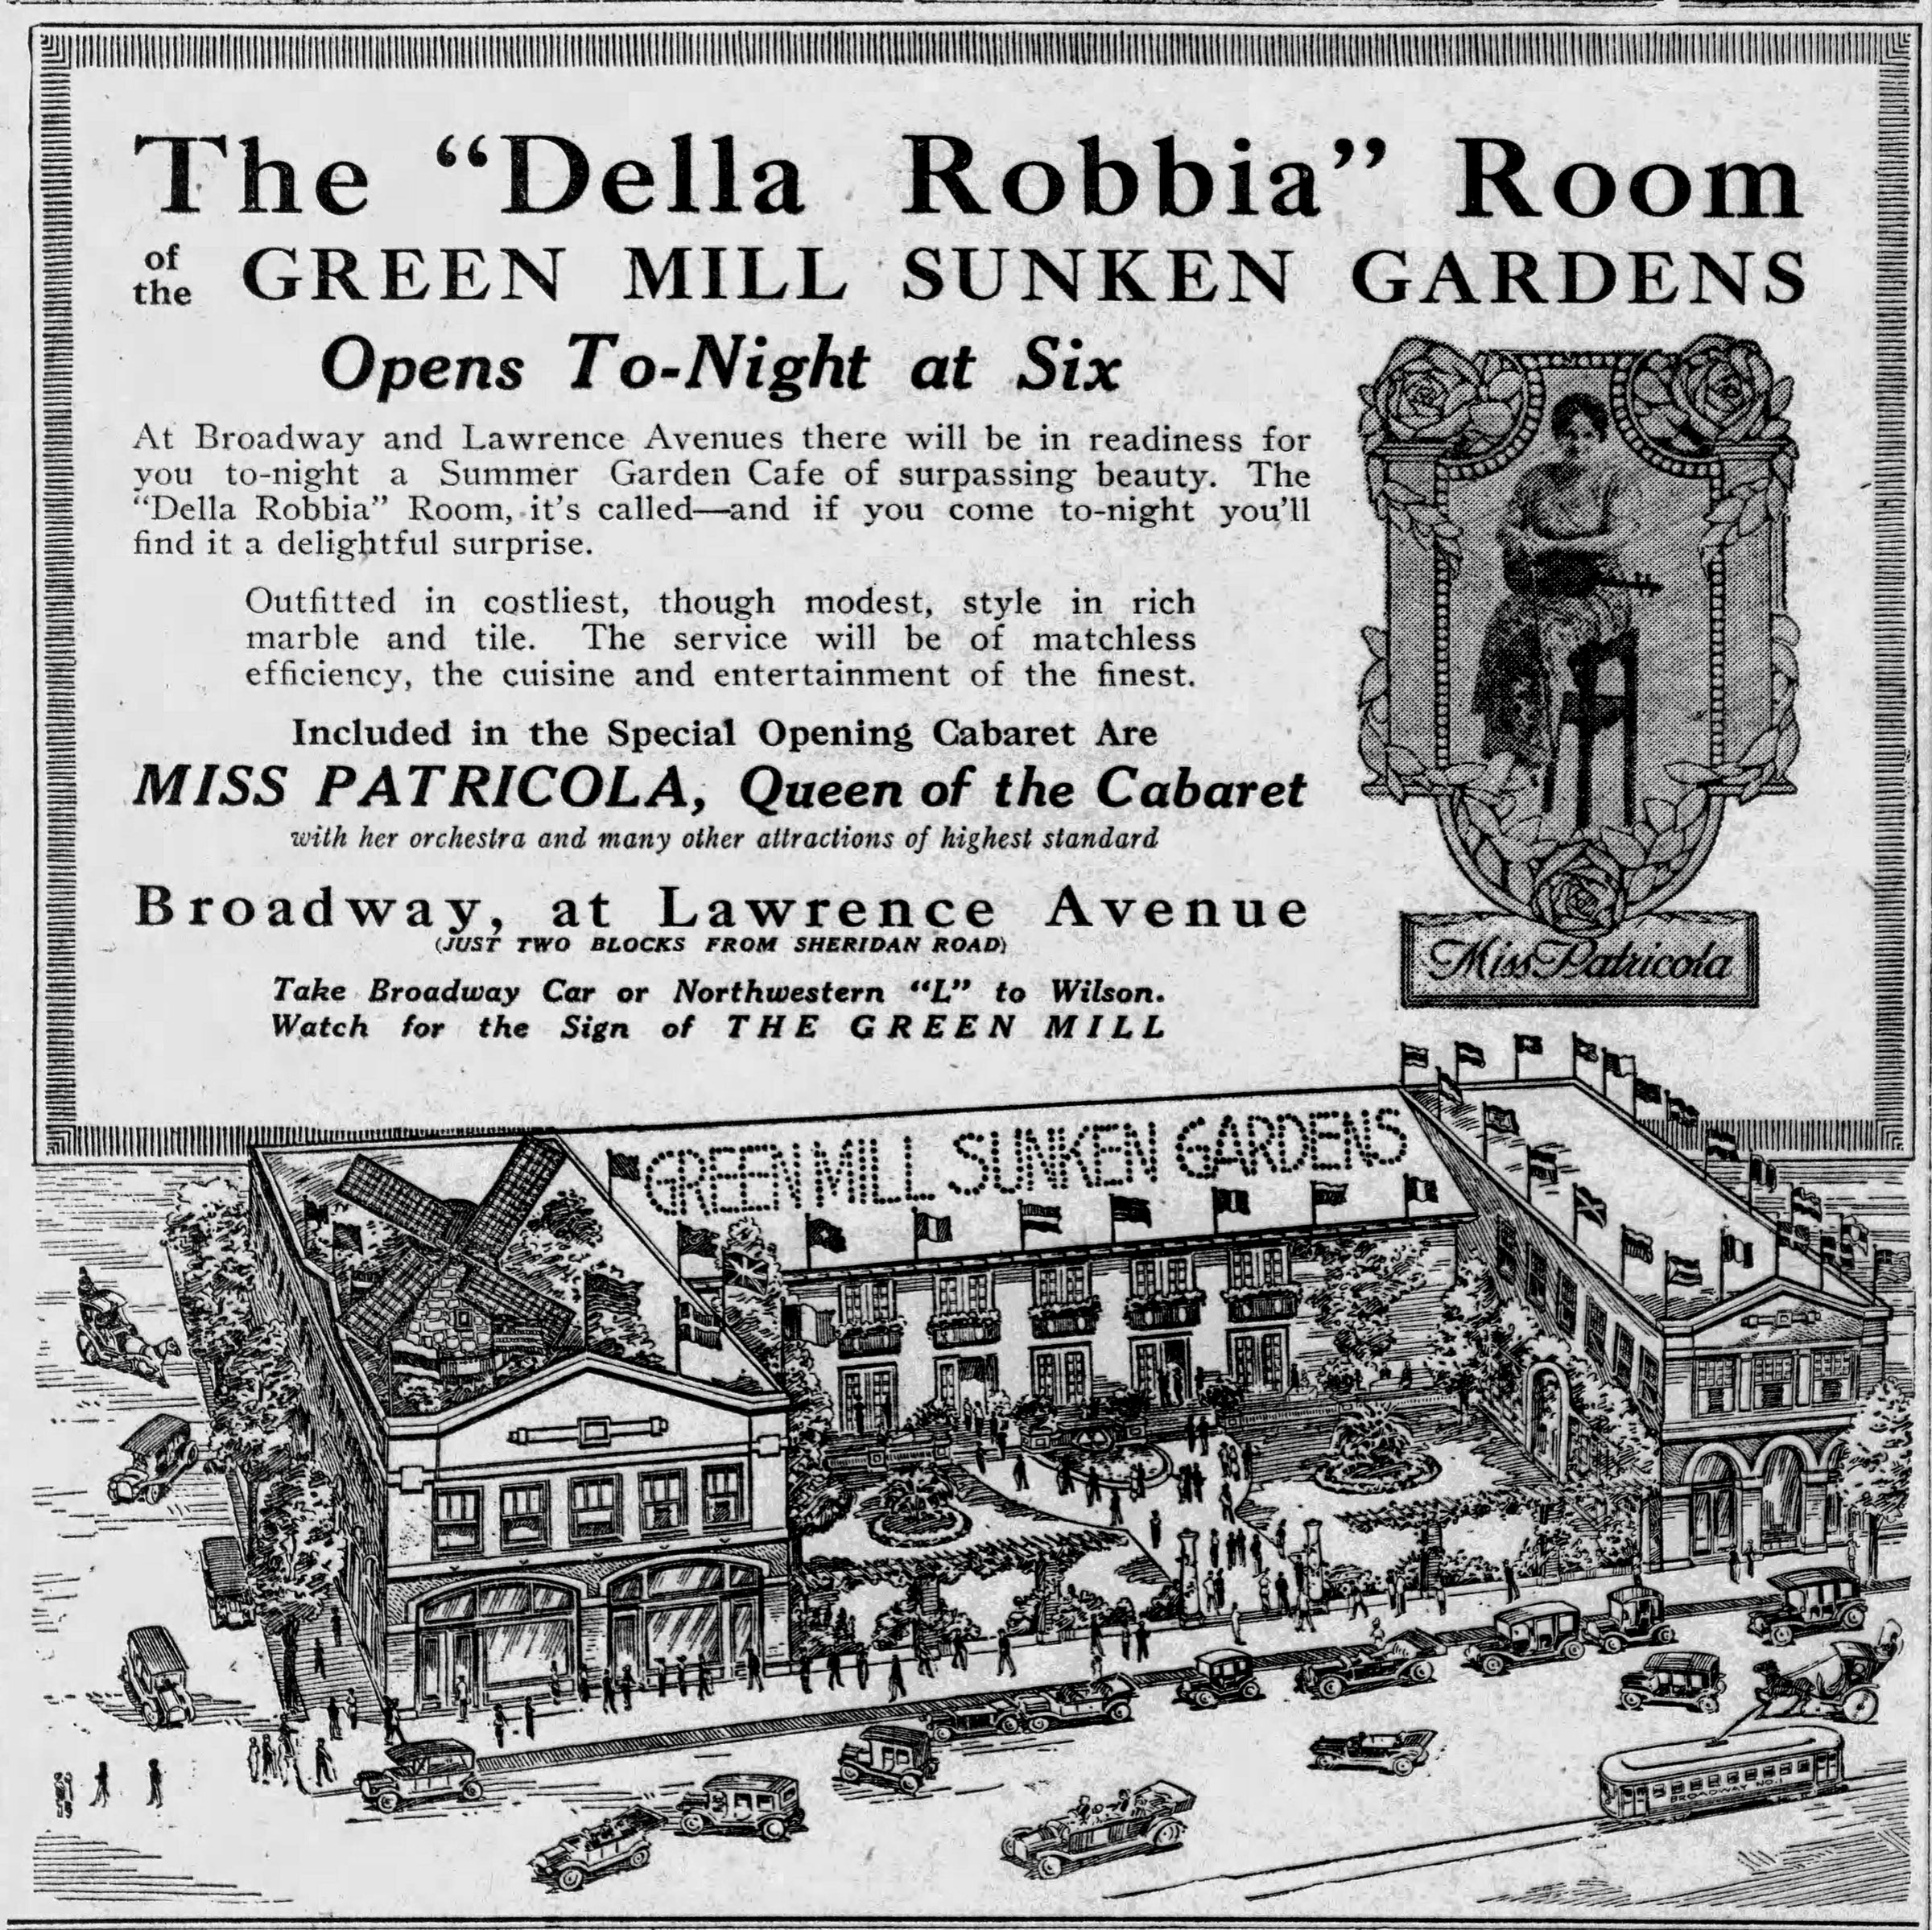 The “Della Robbia” Room
of the GREEN MILL SUNKEN GARDENS
Opens To-Night at Six
At Broadway and Lawrence Avenues there will be in readiness for
you to-night a Summer Garden Cafe of surpassing beauty. The
“Della Robbia” Room, it’s called—and if you come to-night you’ll
find it a delightful surprise.
Outfitted in costliest, though modest, style in rich
marble and tile. The service will be of matchless
efficiency, the cuisine and entertainment of the finest.
Included in the Special Opening Cabaret Are
MISS PATRICOLA, Queen of the Cabaret
with her orchestra and many other attractions of highest standard
Broadway, at Lawrence Avenue
(JUST TWO BLOCKS FROM SHERIDAN ROAD)
Take Broadway Car or Northwestern “L” to Wilson.
Watch for the Sign of THE GREEN MILL
Miss Patricola
GREEN MILL SUNKEN GARDENS
BROADWAY NO.1